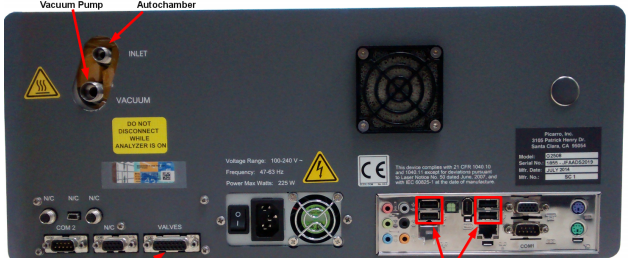 Vacuum Pump
Autochamber
INLET
VACUUM
DO NOT
DISCONNECT
WHILE
ANALYZER IS ON
Voltage Range: 100-240 V ~
Frequency: 47-63 Hz
Power Max Watts: 225 W
CE
This device complies with 21 CFR 1040.10
and 1040.11 except for deviations pursuant
to Laser Notice No. 50 dated June, 2007, and
with IEC 60825-1 at the date of manufacture.
Picarro, Inc.
3105 Patrick Henry Dr.
Santa Clara, CA 95054
Model: G2508
Serial No.: 1955-JFAADS2019
Mfr. Date: JULY 2014
Mfr. No.: SC 1
N/C N/C N/C
COM 2
N/C
VALVES
COM1